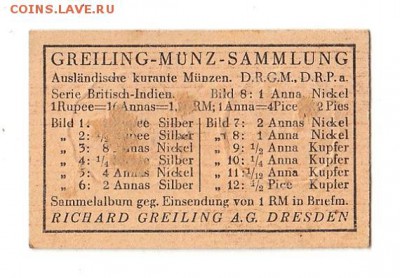 COINS.LAVE.RU
GREILING-MÜNZ-SAMMLUNG
Ausländische kurante Münzen. D.R.G.M., D.R.P. a.
Serie Britisch-Indien. Bild 8: 1 Anna Nickel
1 Rupee=16 Annas= RM; 1 Anna=4 Pice Pies
Bild 1: Silber Bild 7: 2 Annas Nickel
„ 2: Rupee Silber „ 8: 1 Anna Nickel
„ 3: 8 Annas Nickel „ 9: 1/2 Anna Kupfer
„ 4: 1/4 Silber „ 10: 1/4 Anna Kupfer
„ 5: 4 Annas Nickel „ 11: 1/12 Anna Kupfer
„ 6: 2 Annas Silber „ 12: 1/2 Pice Kupfer
Sammelalbum geg. Einsendung von 1 RM in Briefm.
RICHARD GREILING A.G. DRESDEN